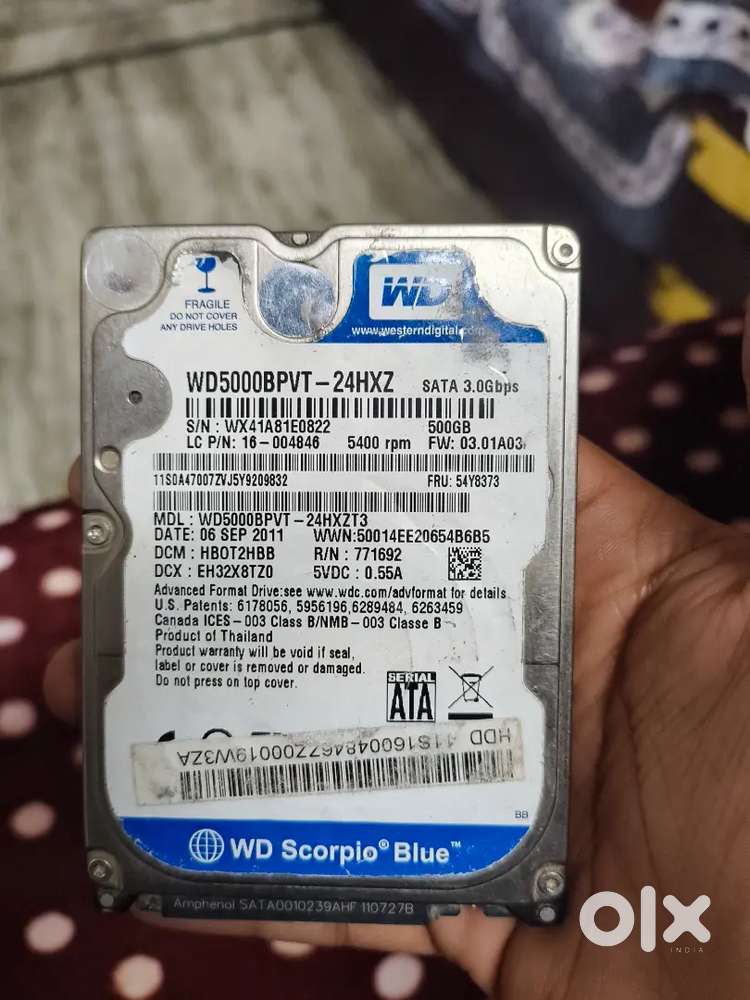 FRAGILE
DO NOT COVER
ANY DRIVE HOLES
WD
www.westerndigital.com
WD5000BPVT-24HXZ SATA 3.0Gbps
S/N : WX41A81E0822 500GB
LC P/N: 16-004846 5400 rpm FW: 03.01A03
11S0A47007ZVJ5Y9209832 FRU: 54Y8373
MDL : WD5000BPVT-24HXZT3
DATE: 06 SEP 2011 WWN:50014EE20654B6B5
DCM : HBOT2HBB R/N : 771692
DCX : EH32X8TZ0 5VDC : 0.55A
Advanced Format Drive:see www.wdc.com/advformat for details
U.S. Patents: 6178056, 5956196,6289484, 6263459
Canada ICES-003 Class B/NMB-003 Classe B
Product of Thailand
Product warranty will be void if seal,
label or cover is removed or damaged.
Do not press on top cover.
SERIAL
ATA
HDD 11S16004846ZZ000019W3ZA
BB
WD Scorpio® Blue™
Amphenol SATA0010239AHF 110727B
olx
INDIA